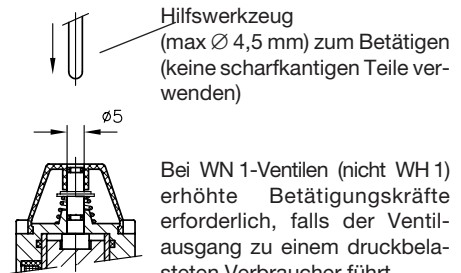 Hilfswerkzeug
(max ∅ 4,5 mm) zum Betätigen
(keine scharfkantigen Teile ver-
wenden)
ø5
Bei WN 1-Ventilen (nicht WH 1)
erhöhte Betätigungskräfte
erforderlich, falls der Ventil-
ausgang zu einem druckbela-
steten Verbraucher führt